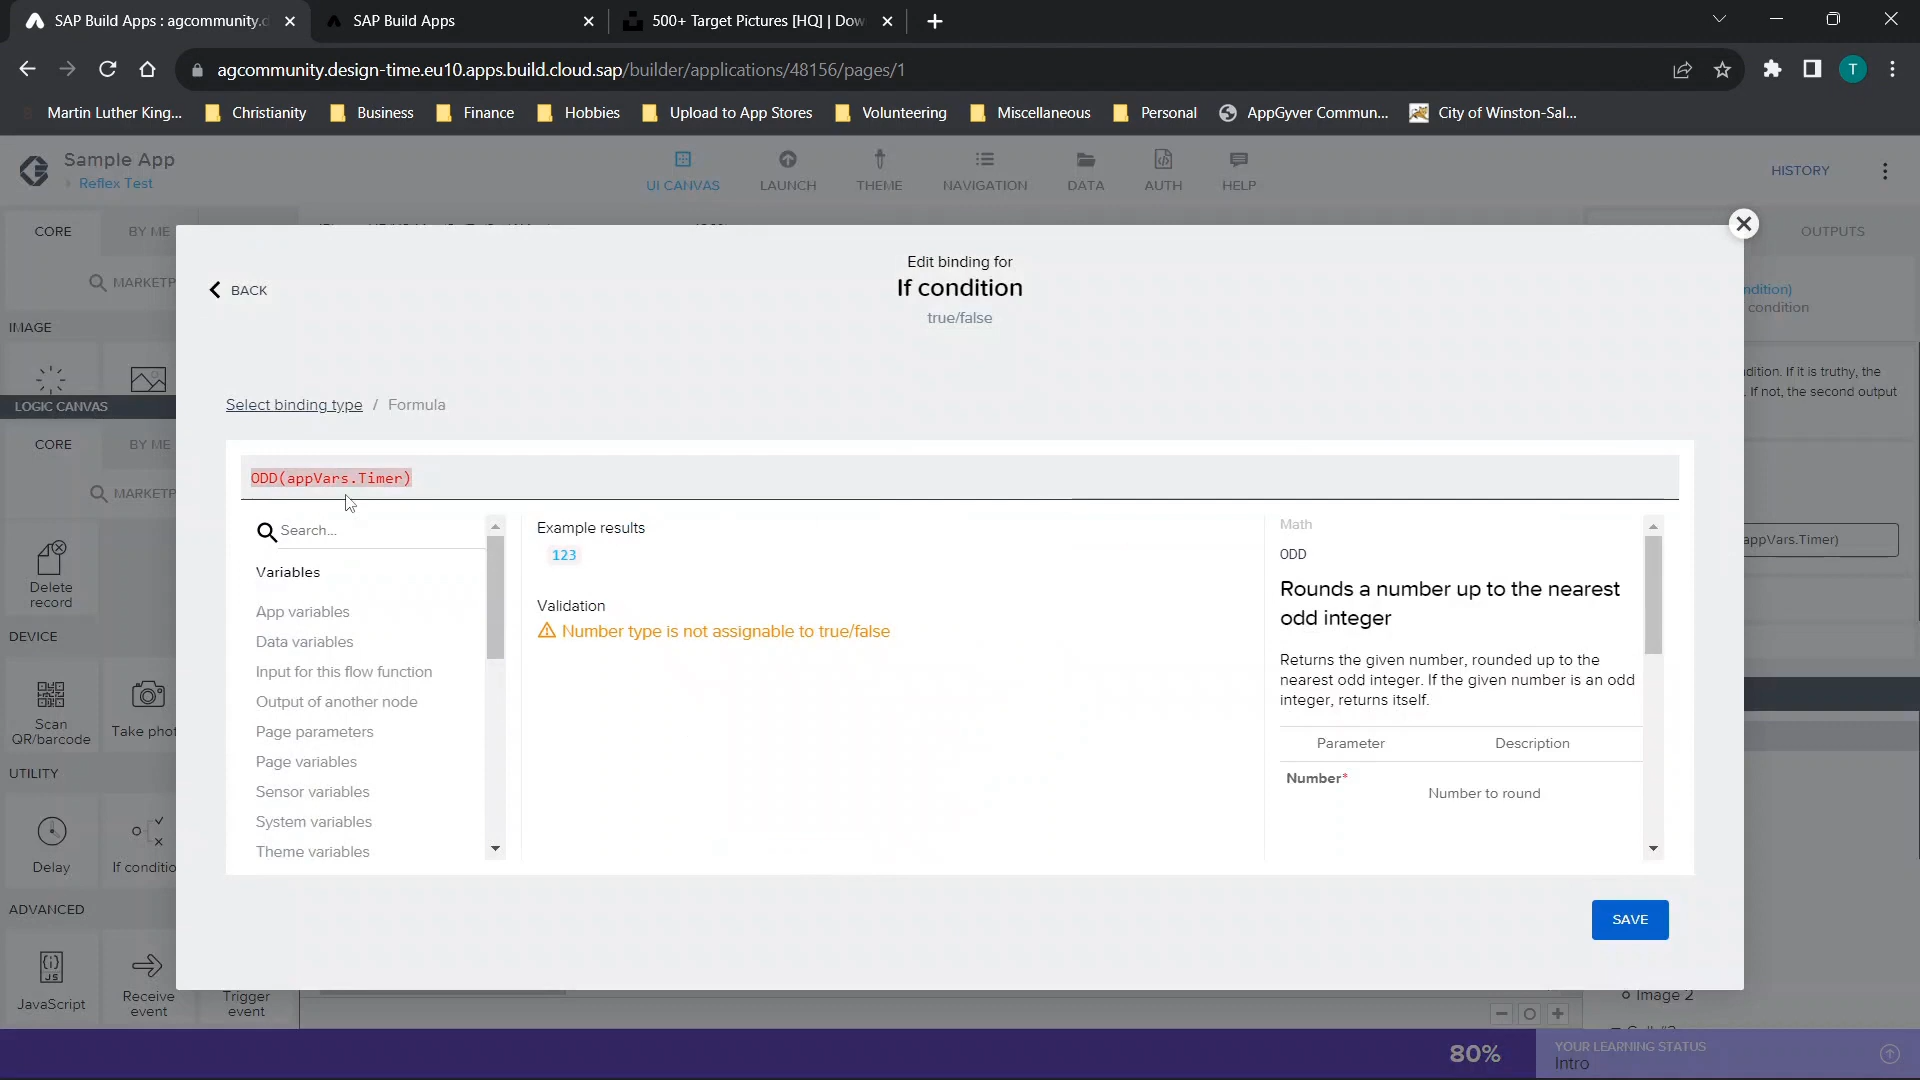 SAP Build Apps : agcommunity.d
SAP Build Apps
500+ Target Pictures [HQ] | Dow
agcommunity.design-time.eu10.apps.build.cloud.sap/builder/applications/48156/pages/1
T
Martin Luther King...
Christianity
Business
Finance
Hobbies
Upload to App Stores
Volunteering
Miscellaneous
Personal
AppGyver Commun...
City of Winston-Sal...
Sample App
Reflex Test
UI CANVAS
LAUNCH
THEME
NAVIGATION
DATA
AUTH
HELP
HISTORY
CORE
BY ME
OUTPUTS
MARKETP
IMAGE
LOGIC CANVAS
CORE
BY ME
MARKETP
Delete
record
DEVICE
Scan
QR/barcode
Take phot
UTILITY
Delay
If conditio
ADVANCED
JavaScript
Receive
event
Trigger
event
BACK
Edit binding for
If condition
true/false
Select binding type / Formula
ODD(appVars.Timer)
Search...
Variables
App variables
Data variables
Input for this flow function
Output of another node
Page parameters
Page variables
Sensor variables
System variables
Theme variables
Example results
123
Validation
Number type is not assignable to true/false
Math
ODD
Rounds a number up to the nearest
odd integer
Returns the given number, rounded up to the
nearest odd integer. If the given number is an odd
integer, returns itself.
Parameter
Description
Number*
Number to round
SAVE
ndition)
condition
dition. If it is truthy, the
If not, the second output
appVars.Timer)
Image 2
80%
YOUR LEARNING STATUS
Intro